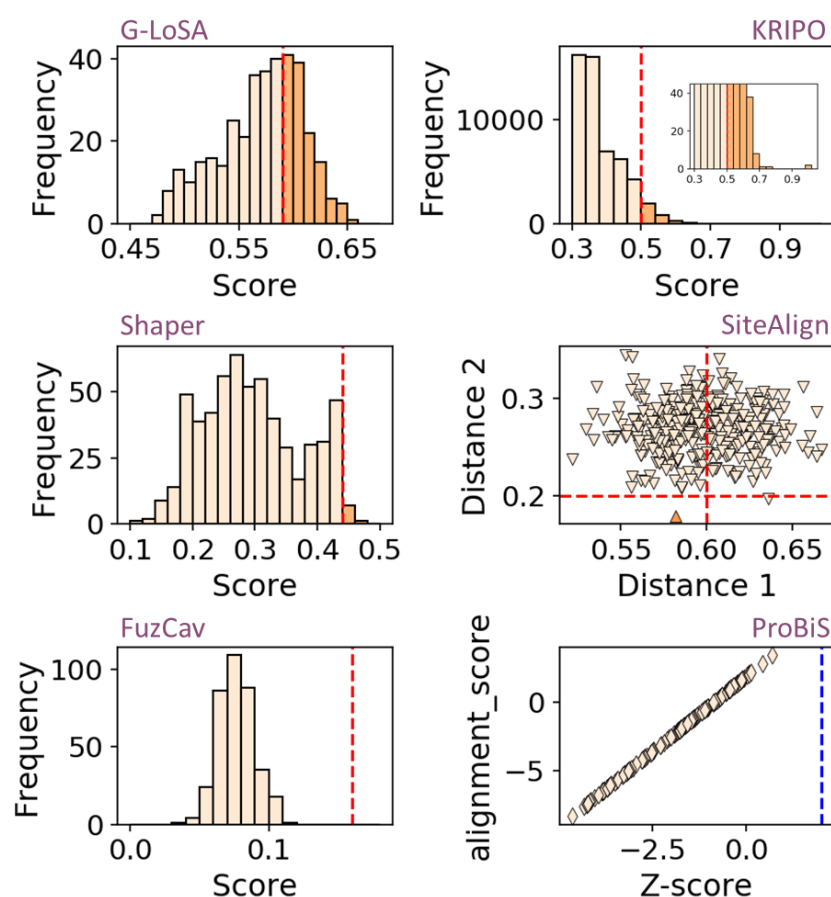 G-LoSA
Frequency
40
20
0
0.45 0.55 0.65
Score
KRIPO
Frequency
10000
0
40
20
0
0.3 0.5 0.7 0.9
0.3 0.5 0.7 0.9
Score
Shaper
Frequency
50
25
0
0.1 0.2 0.3 0.4 0.5
Score
SiteAlign
Distance 2
0.3
0.2
0.55 0.60 0.65
Distance 1
FuzCav
Frequency
100
50
0
0.0 0.1
Score
ProBiS
alignment_score
0
−5
−2.5 0.0
Z-score